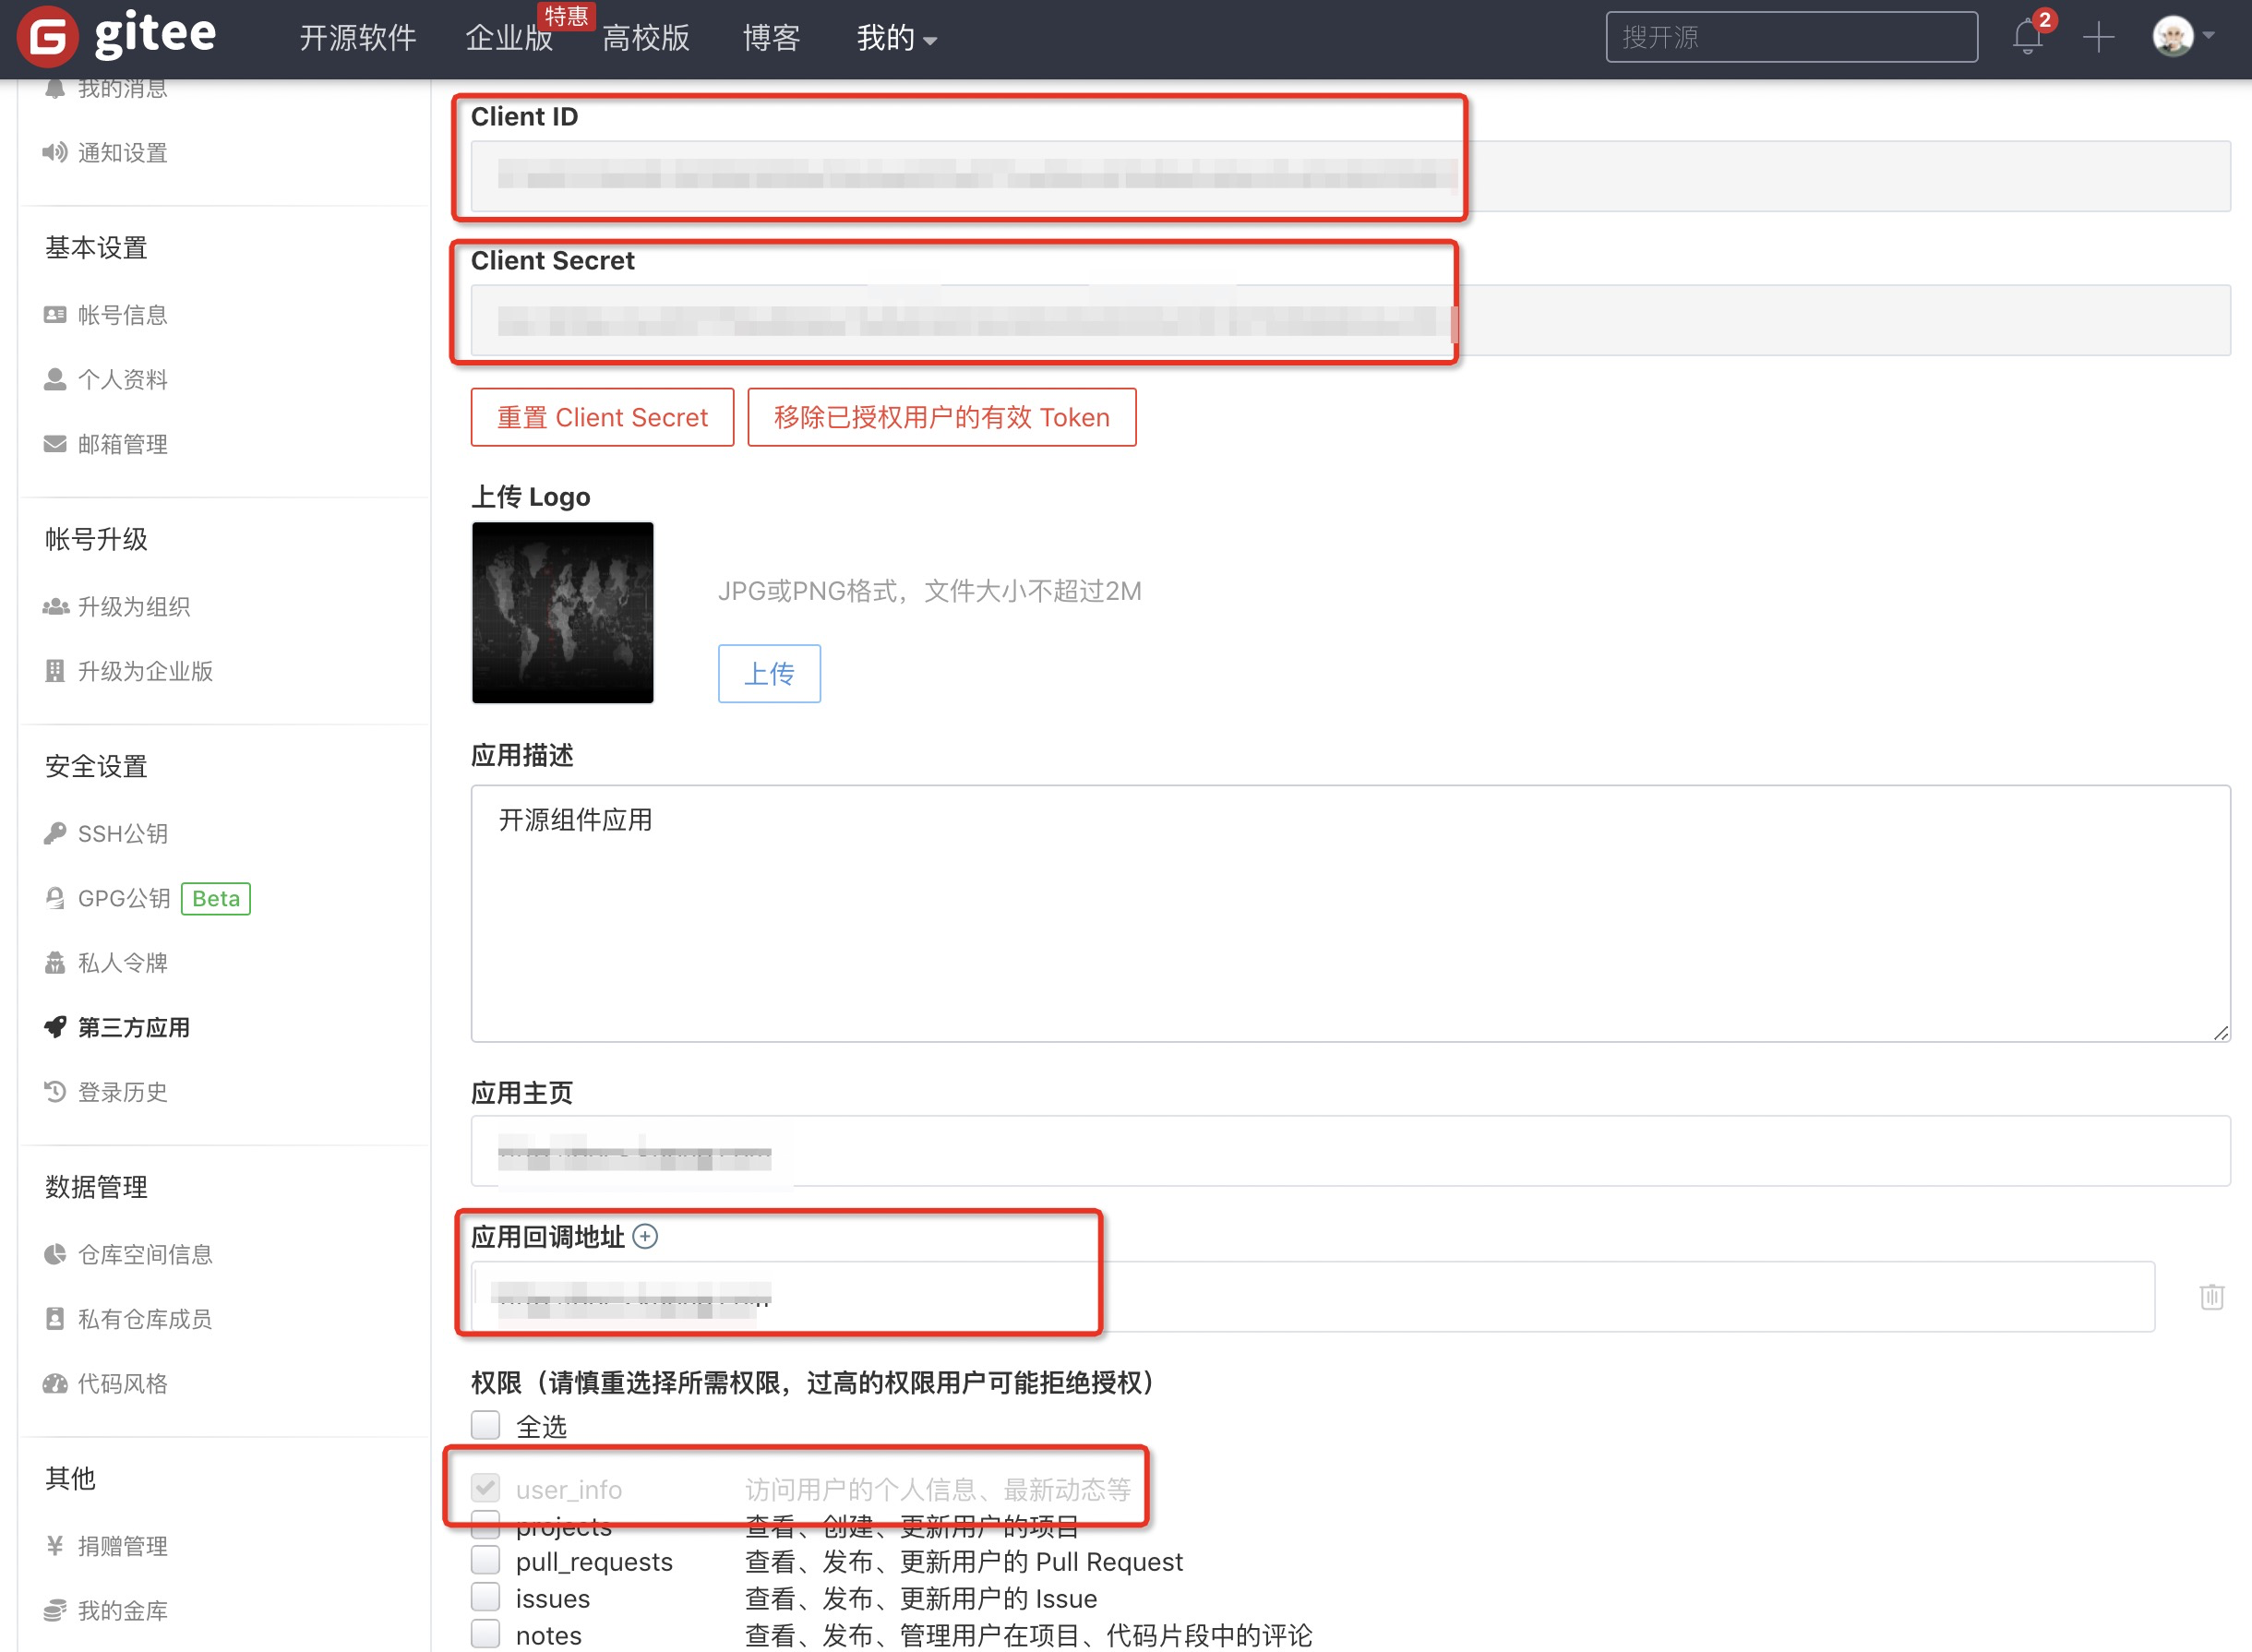 gitee
开源软件
企业版
特惠
高校版
博客
我的
搜开源
2
我的消息
通知设置
基本设置
帐号信息
个人资料
邮箱管理
帐号升级
升级为组织
升级为企业版
安全设置
SSH公钥
GPG公钥 Beta
私人令牌
第三方应用
登录历史
数据管理
仓库空间信息
私有仓库成员
代码风格
其他
捐赠管理
我的金库
Client ID
Client Secret
重置 Client Secret
移除已授权用户的有效 Token
上传 Logo
JPG或PNG格式，文件大小不超过2M
上传
应用描述
开源组件应用
应用主页
应用回调地址
权限（请慎重选择所需权限，过高的权限用户可能拒绝授权）
全选
user_info 访问用户的个人信息、最新动态等
projects 查看、创建、更新用户的项目
pull_requests 查看、发布、更新用户的 Pull Request
issues 查看、发布、更新用户的 Issue
notes 查看、发布、管理用户在项目、代码片段中的评论